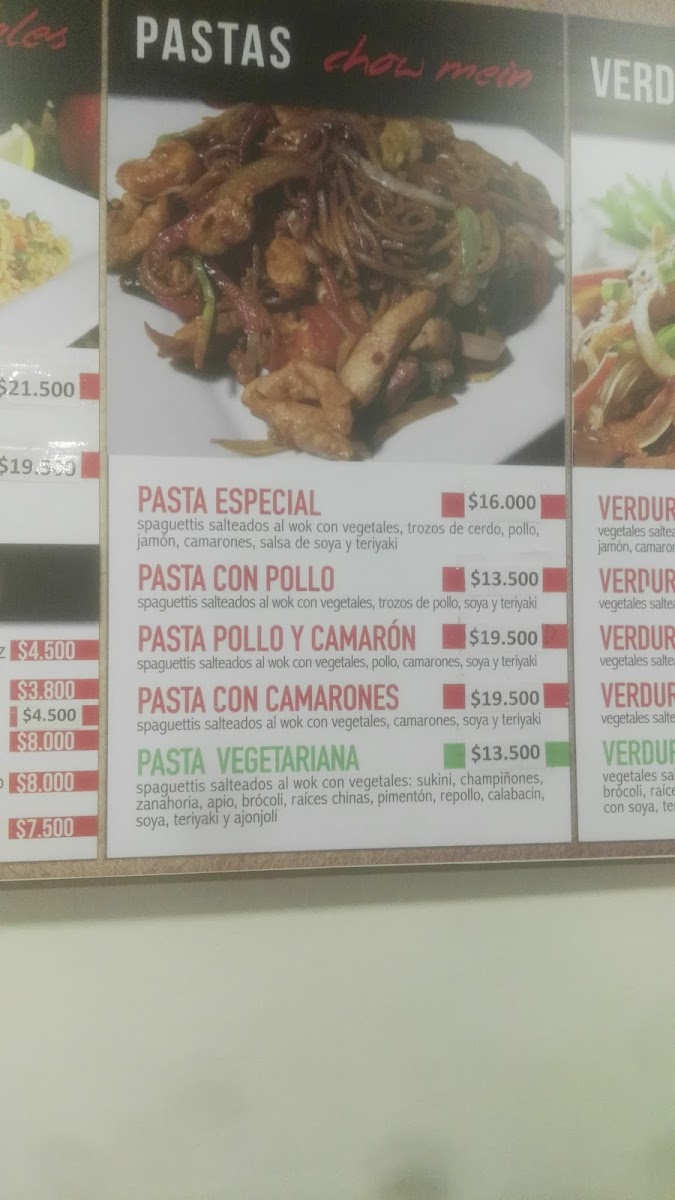 ales
$21.500
$4.500
$3.800
$4.500
$8.000
$8.000
$7.500
PASTAS chow mein
PASTA ESPECIAL $16.000
spaguettis salteados al wok con vegetales, trozos de cerdo, pollo,
jamón, camarones, salsa de soya y teriyaki
PASTA CON POLLO $13.500
spaguettis salteados al wok con vegetales, trozos de pollo, soya y teriyaki
PASTA POLLO Y CAMARÓN $19.500
spaguettis salteados al wok con vegetales, pollo, camarones, soya y teriyaki
PASTA CON CAMARONES $19.500
spaguettis salteados al wok con vegetales, camarones, soya y teriyaki
PASTA VEGETARIANA $13.500
spaguettis salteados al wok con vegetales: sukini, champiñones,
zanahoria, apio, brócoli, raíces chinas, pimentón, repollo, calabacín,
soya, teriyaki y ajonjolí
VERD
VERDUR
vegetales saltea
jamón, camaron
VERDUR
vegetales saltea
VERDUR
vegetales saltea
VERDUR
vegetales salte
VERDUR
vegetales sa
brócoli, raíce
con soya, te